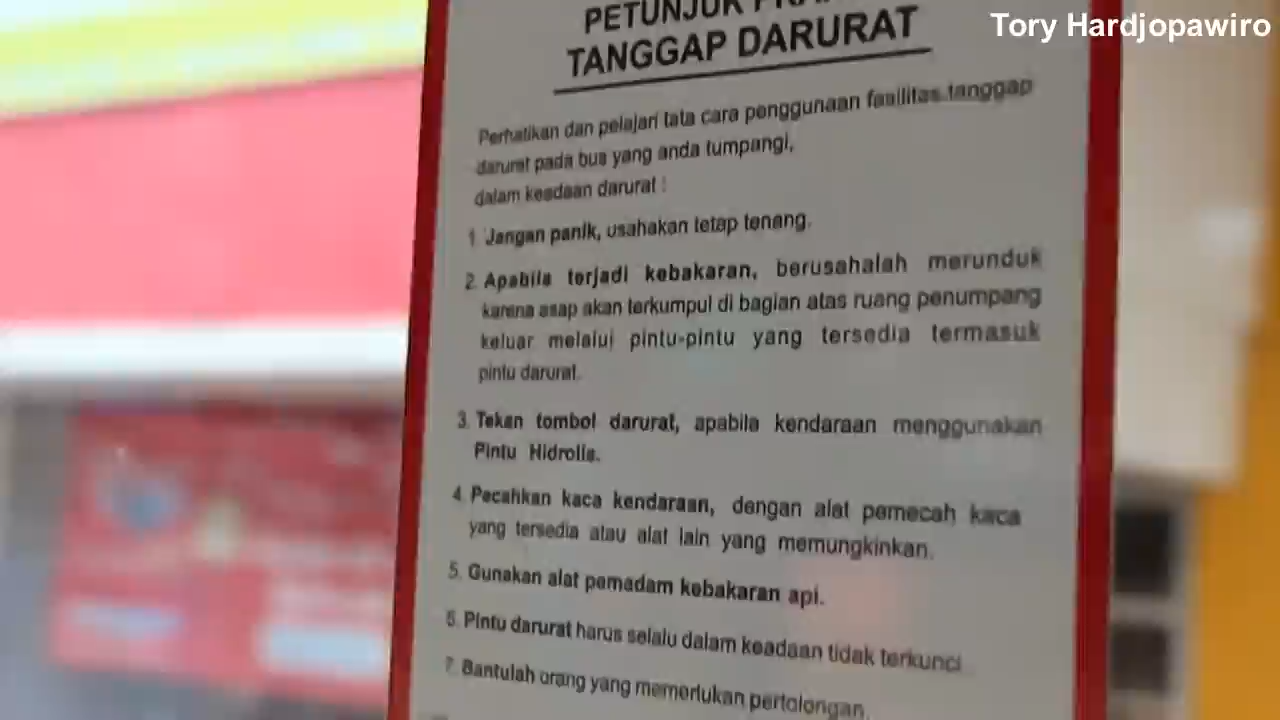 Tory Hardjopawiro
PETUNJUK
TANGGAP DARURAT
Perhatikan dan pelajari tata cara penggunaan fasilitas tanggap
darurat pada bus yang anda tumpangi,
dalam keadaan darurat :
1. Jangan panik, usahakan tetap tenang.
2. Apabila terjadi kebakaran, berusahalah merunduk
karena asap akan terkumpul di bagian atas ruang penumpang
keluar melalui pintu-pintu yang tersedia termasuk
pintu darurat.
3. Tekan tombol darurat, apabila kendaraan menggunakan
Pintu Hidrolis.
4. Pecahkan kaca kendaraan, dengan alat pemecah kaca
yang tersedia atau alat lain yang memungkinkan.
5. Gunakan alat pemadam kebakaran api.
6. Pintu darurat harus selalu dalam keadaan tidak terkunci.
7. Bantulah orang yang memerlukan pertolongan.